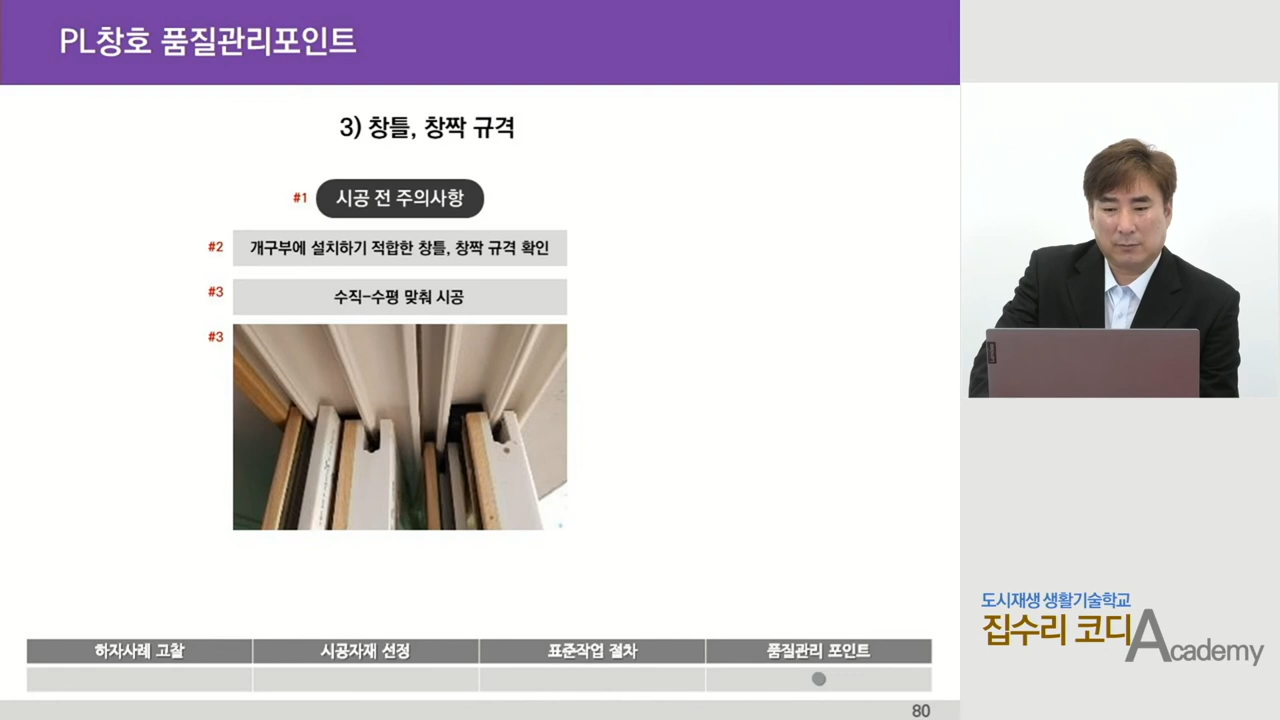 PL창호 품질관리포인트
3) 창틀, 창짝 규격
#1 시공 전 주의사항
#2 개구부에 설치하기 적합한 창틀, 창짝 규격 확인
#3 수직-수평 맞춰 시공
#3
Lenovo
도시재생 생활기술학교
집수리 코디Academy
하자사례 고찰 시공자재 선정 표준작업 절차 품질관리 포인트
80